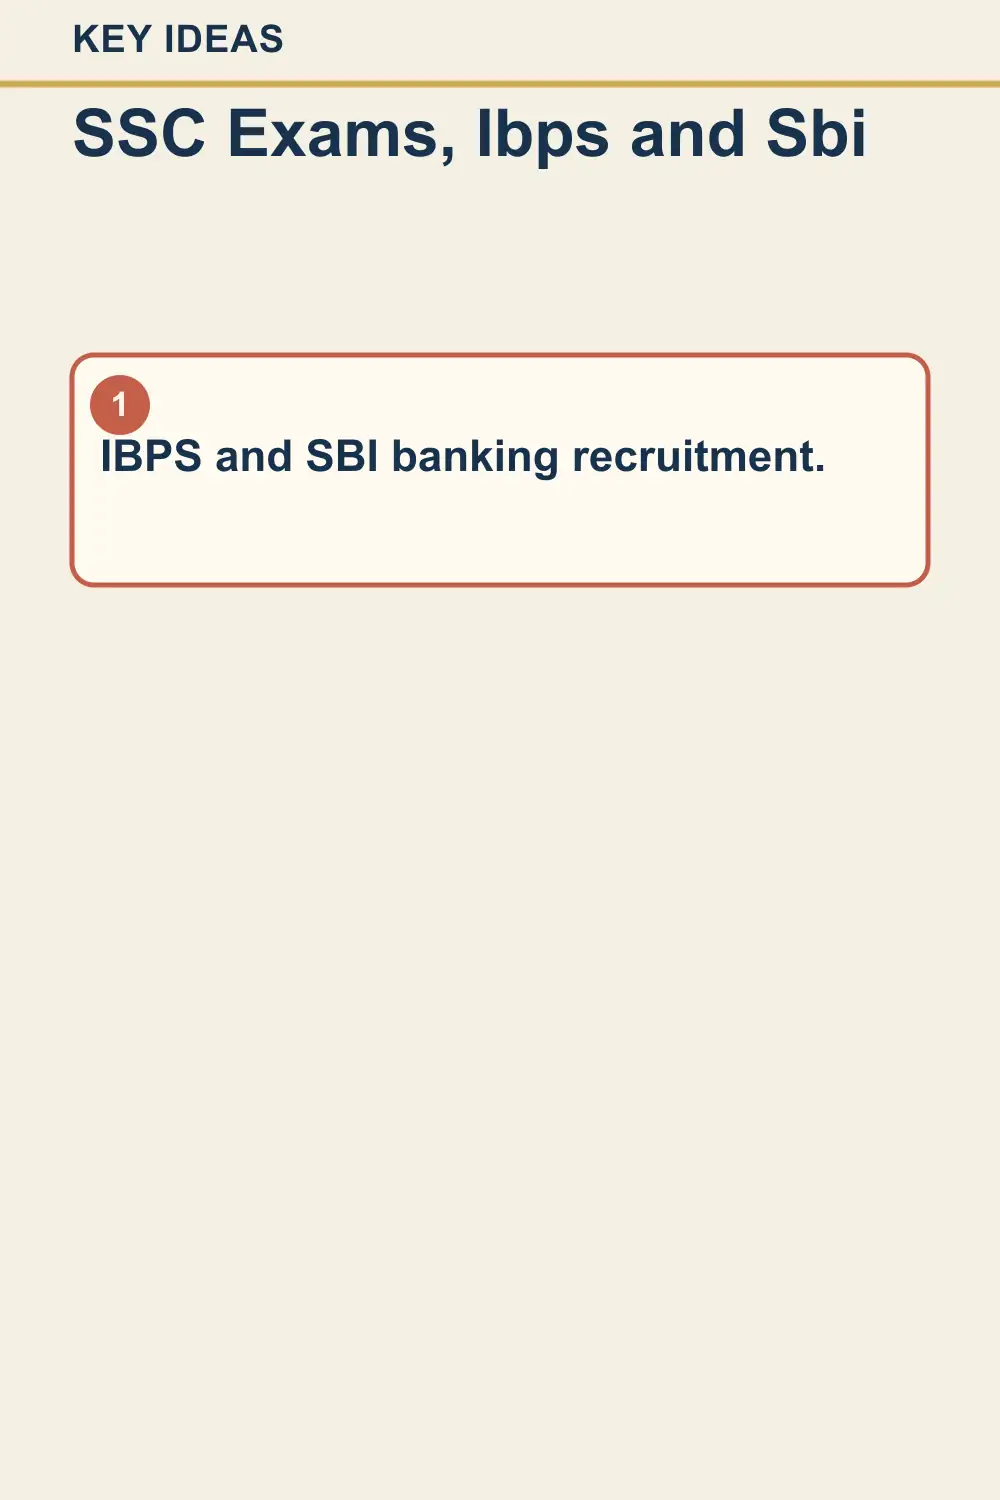 KEY IDEAS
SSC Exams, Ibps and Sbi
1
IBPS and SBI banking recruitment.